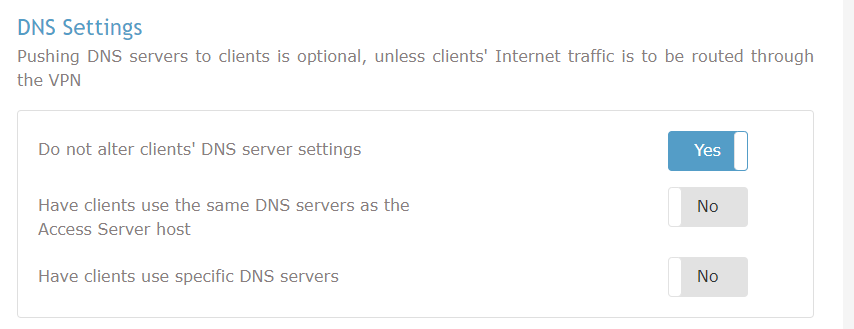 DNS Settings
Pushing DNS servers to clients is optional, unless clients' Internet traffic is to be routed through
the VPN
Do not alter clients' DNS server settings
Yes
Have clients use the same DNS servers as the
Access Server host
No
Have clients use specific DNS servers
No